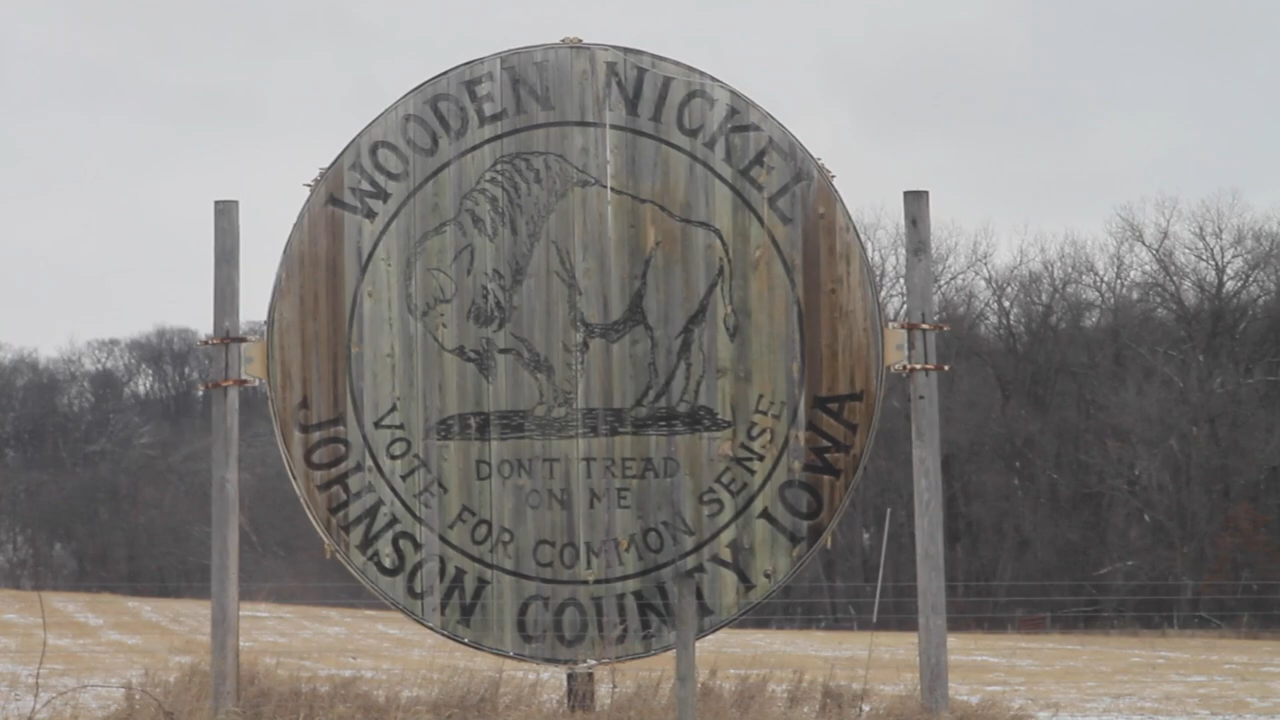 WOODEN NICKEL
DON'T TREAD
ON ME
VOTE FOR COMMON SENSE
JOHNSON COUNTY, IOWA